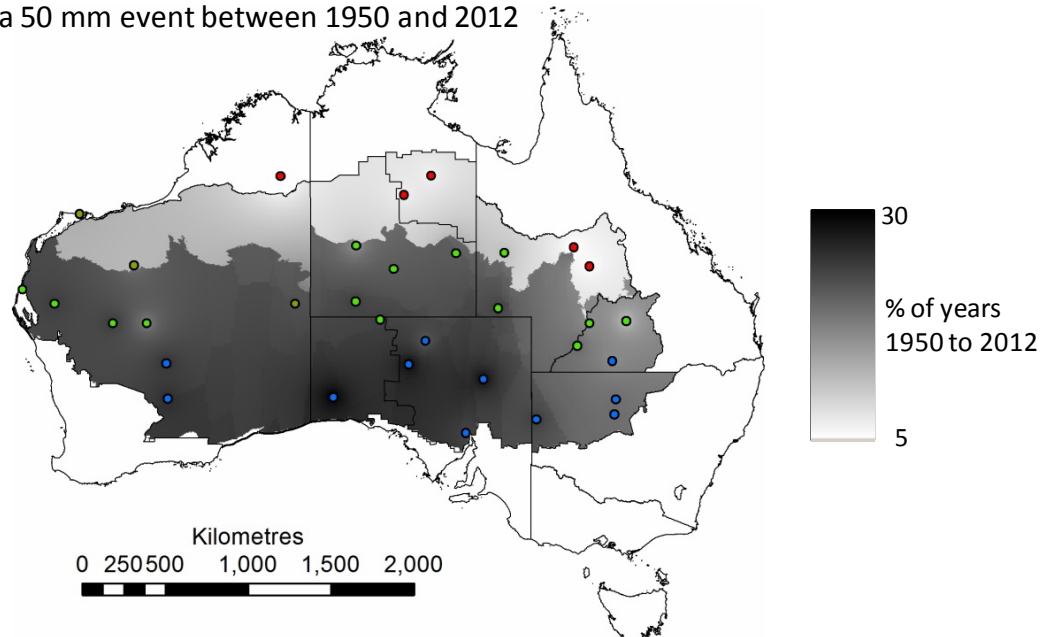 a 50 mm event between 1950 and 2012
30
% of years
1950 to 2012
5
Kilometres
0 250 500 1,000 1,500 2,000